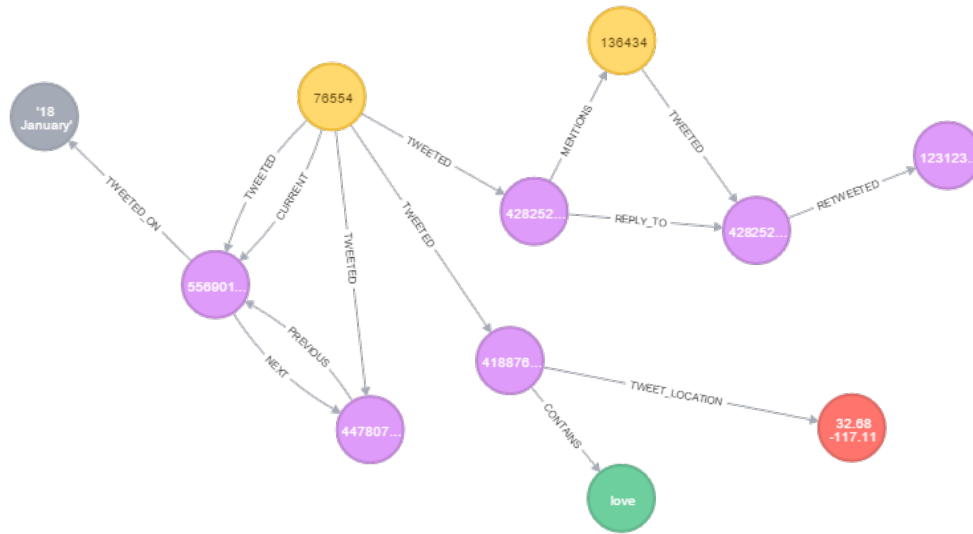 136434
76554
'18
January'
TWEETED
MENTIONS
TWEETED
123123...
TWEETED
CURRENT
TWEETED
RETWEETED
TWEETED_ON
428252...
REPLY_TO
428252...
TWEETED
556901...
PREVIOUS
NEXT
418876...
TWEET_LOCATION
447807...
CONTAINS
32.68
-117.11
love